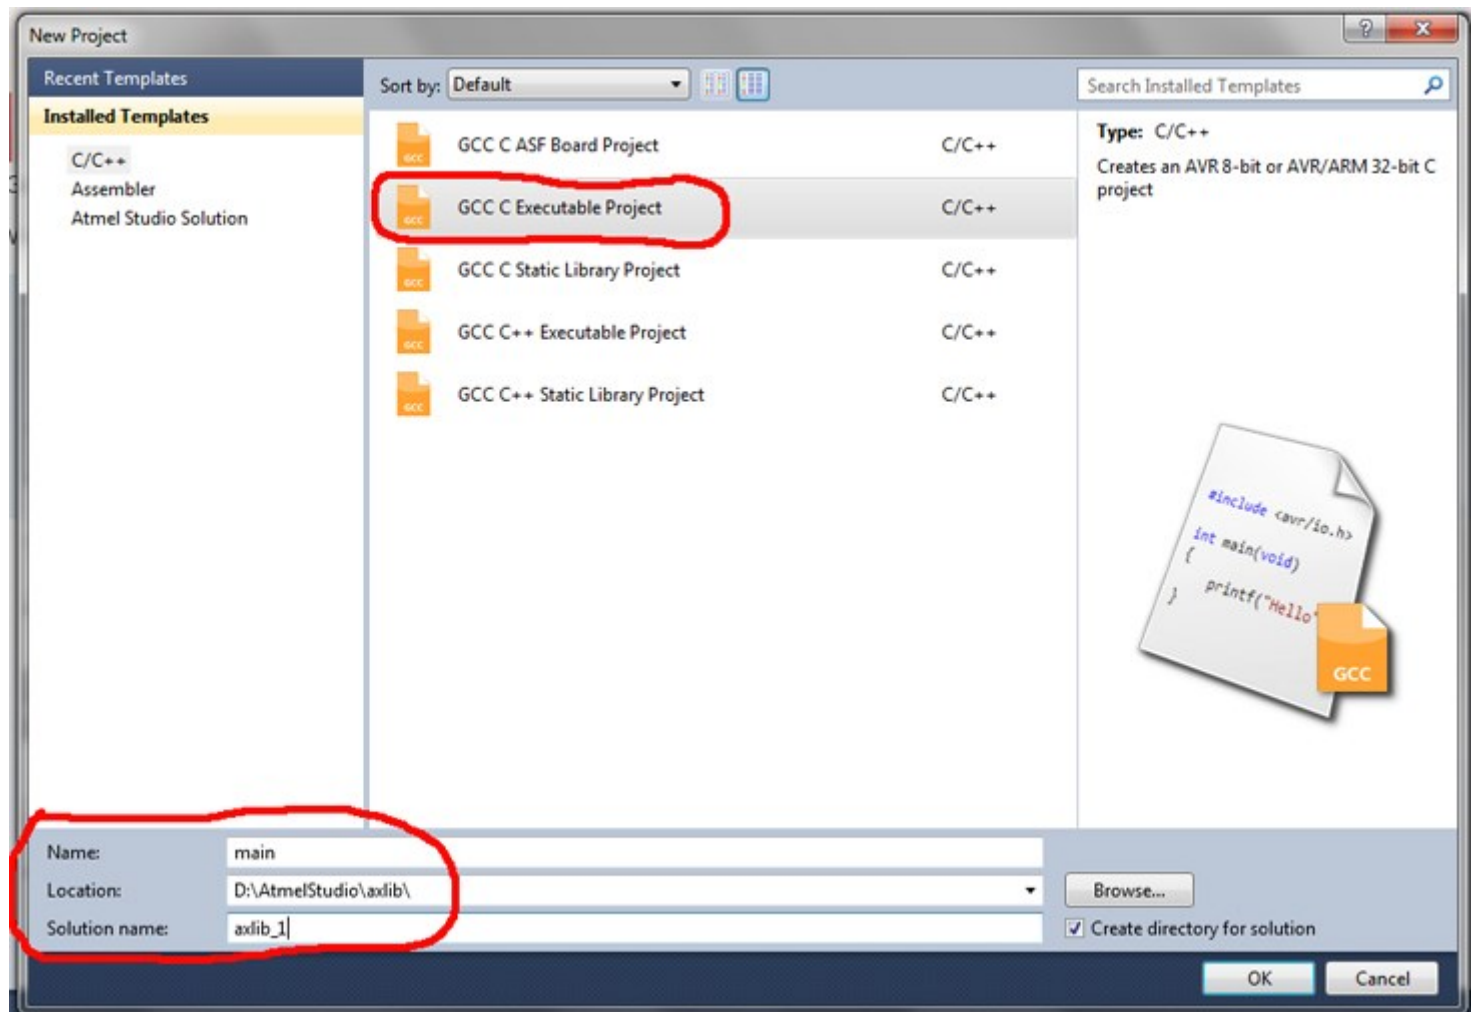 New Project
Recent Templates
Installed Templates
C/C++
Assembler
Atmel Studio Solution
Sort by: Default
GCC C ASF Board Project C/C++
GCC C Executable Project C/C++
GCC C Static Library Project C/C++
GCC C++ Executable Project C/C++
GCC C++ Static Library Project C/C++
Search Installed Templates
Type: C/C++
Creates an AVR 8-bit or AVR/ARM 32-bit C
project
#include <avr/io.h>
int main(void)
{
printf("Hello"
}
GCC
Name: main
Location: D:\AtmelStudio\axlib\
Browse...
Solution name: axlib_1
Create directory for solution
OK Cancel